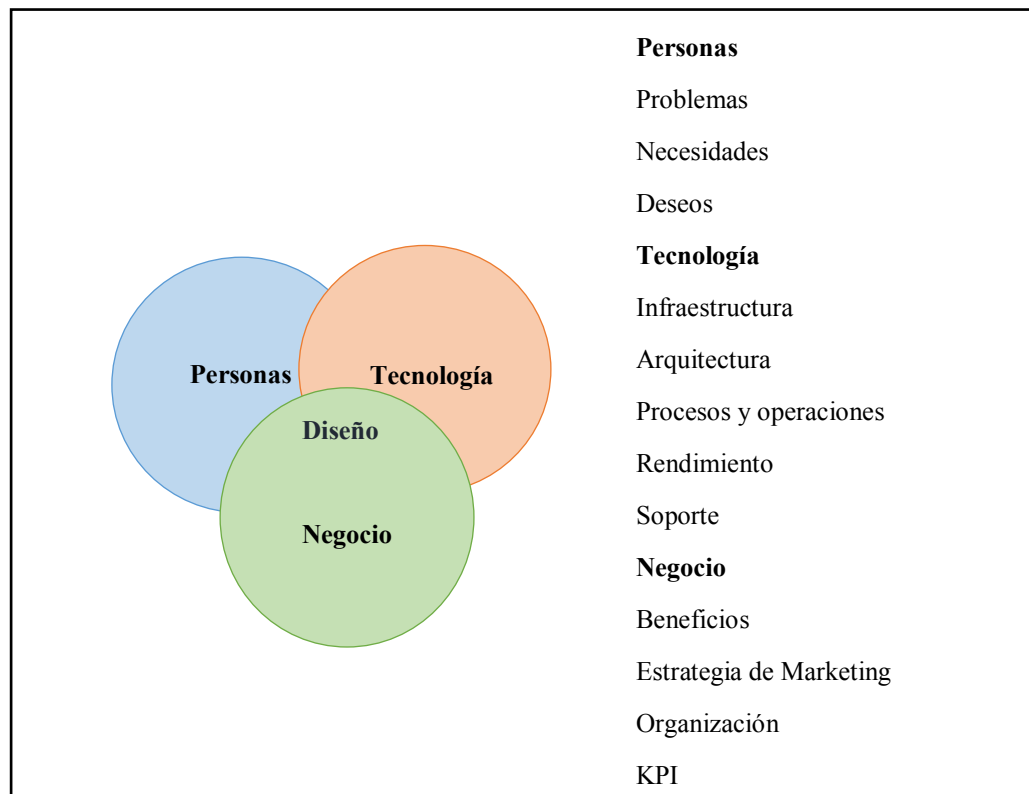 Personas
Tecnología
Diseño
Negocio
Personas
Problemas
Necesidades
Deseos
Tecnología
Infraestructura
Arquitectura
Procesos y operaciones
Rendimiento
Soporte
Negocio
Beneficios
Estrategia de Marketing
Organización
KPI